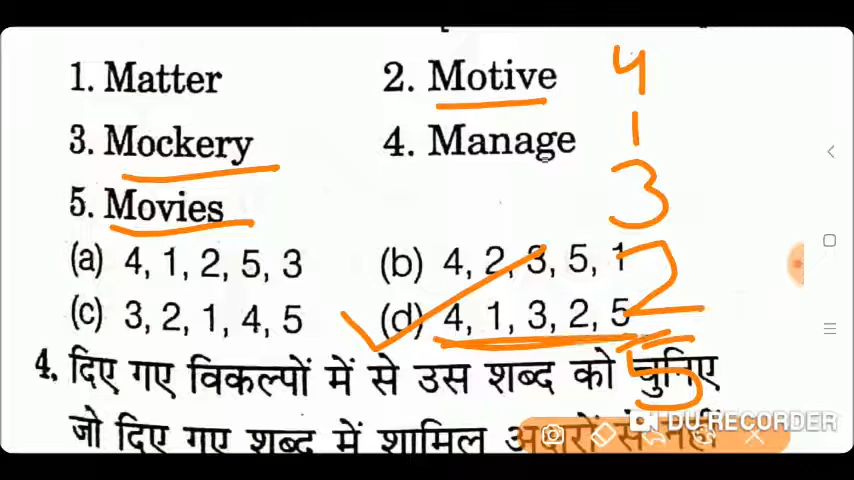 1. Matter 2. Motive 4
3. Mockery 4. Manage 1
5. Movies 3
(a) 4, 1, 2, 5, 3 (b) 4, 2, 3, 5, 1 2
(c) 3, 2, 1, 4, 5 (d) 4, 1, 3, 2, 5
4. दिए गए विकल्पों में से उस शब्द को चुनिए 5
DU RECORDER
जो दिए गए शब्द में शामिल से नहीं